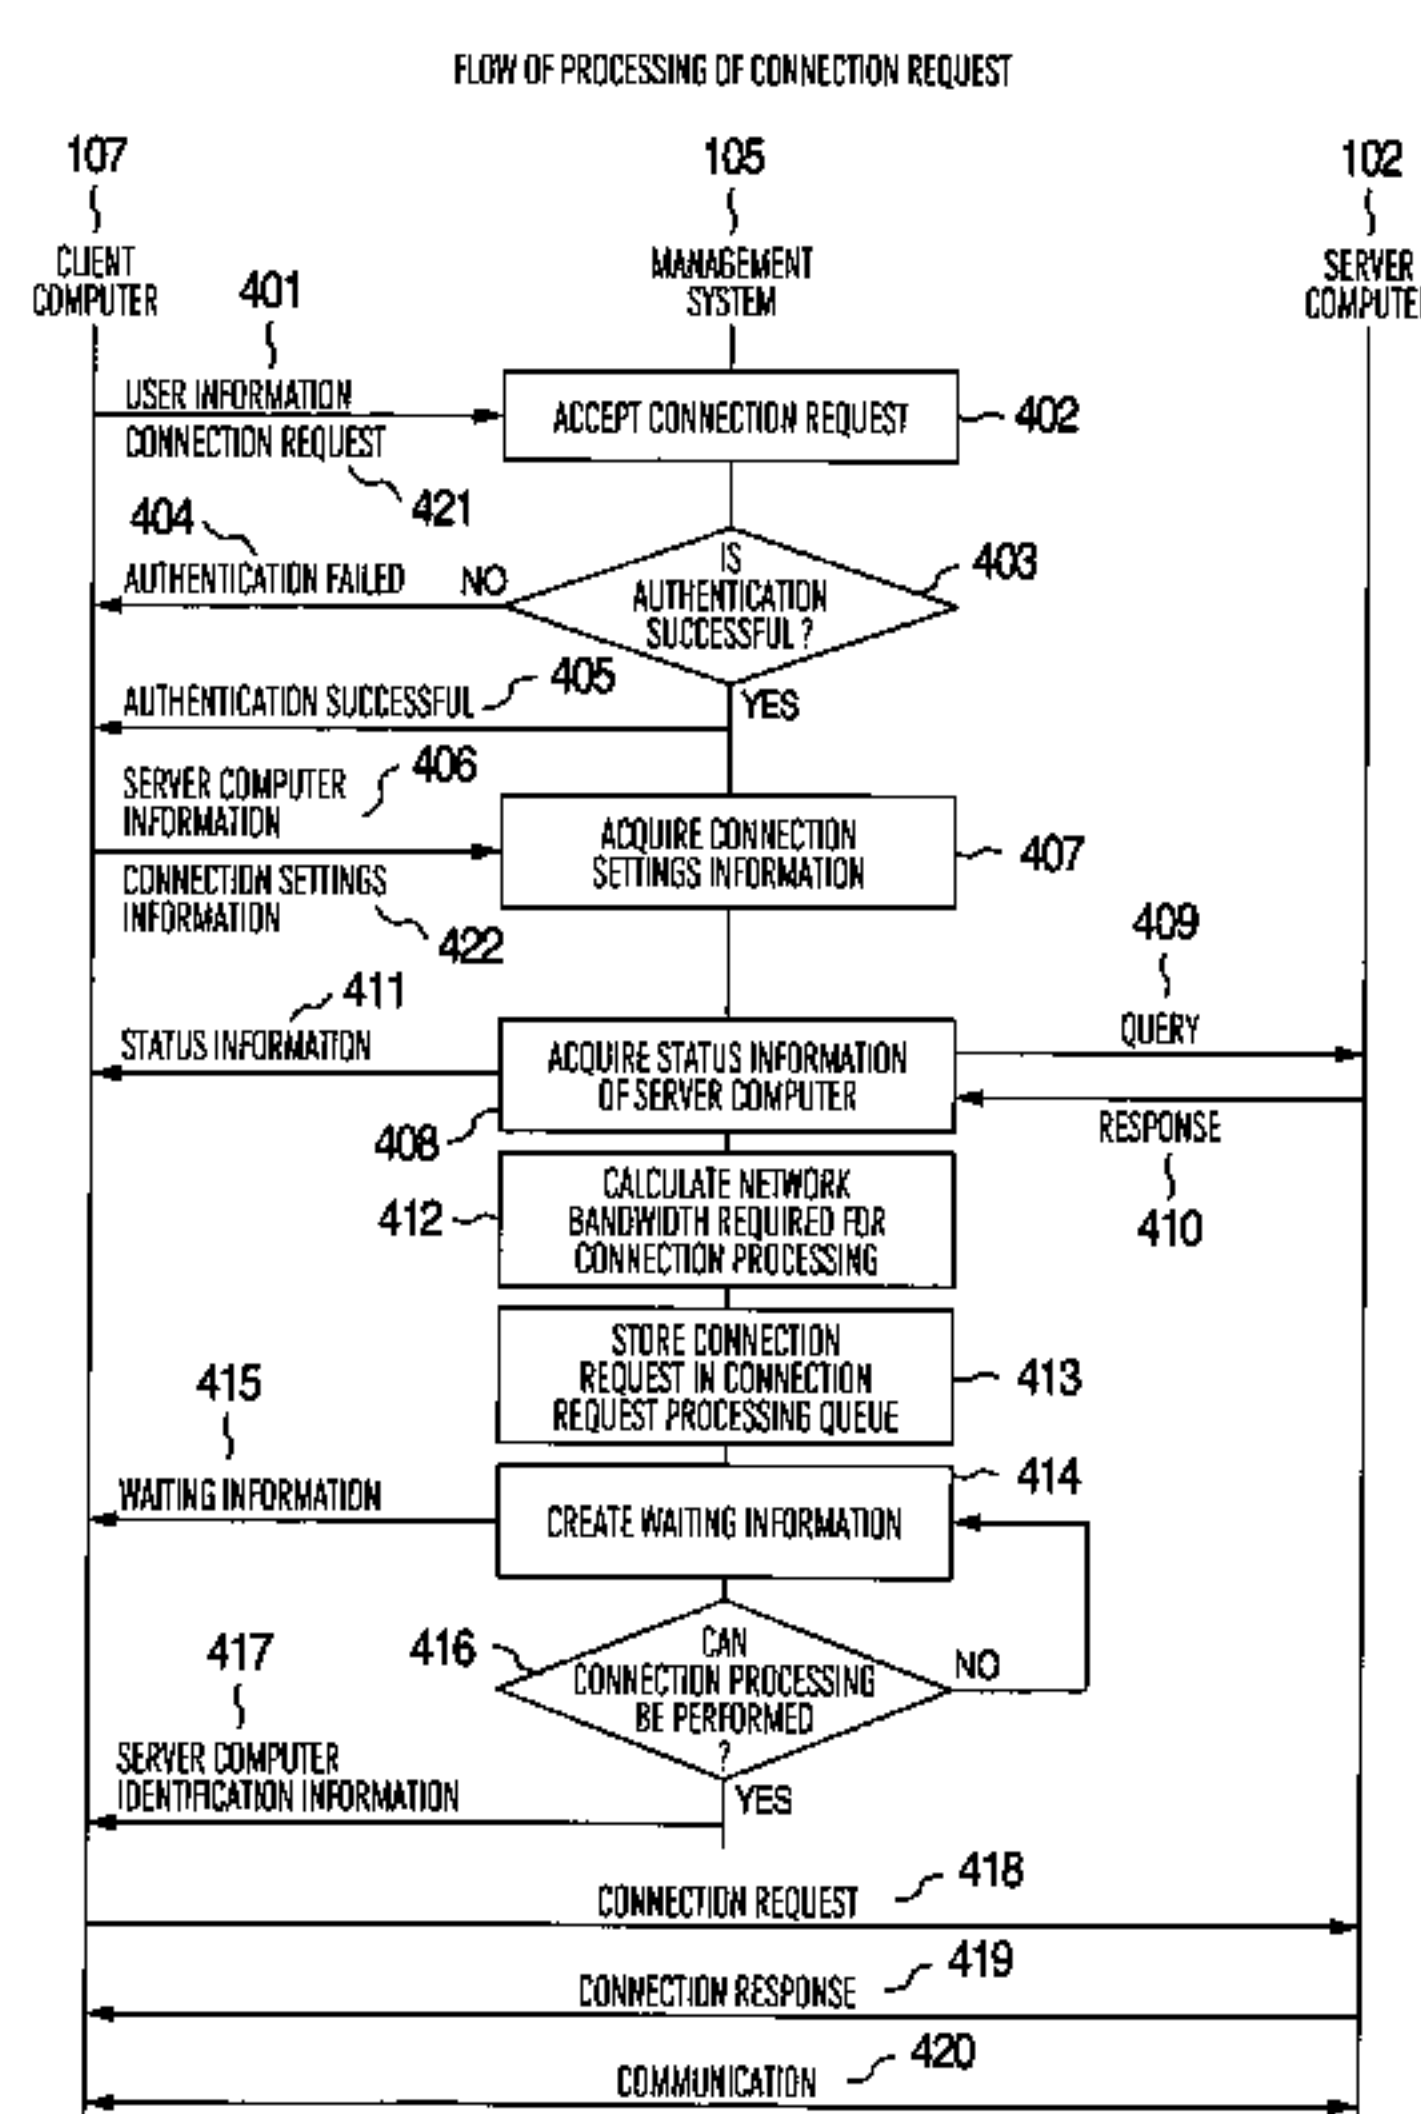 FLOW OF PROCESSING OF CONNECTION REQUEST
107
105
102
CLIENT
COMPUTER
MANAGEMENT
SYSTEM
SERVER
COMPUTE
401
USER INFORMATION
CONNECTION REQUEST
421
ACCEPT CONNECTION REQUEST
402
404
AUTHENTICATION FAILED
NO
IS
AUTHENTICATION
SUCCESSFUL?
403
AUTHENTICATION SUCCESSFUL
405
YES
SERVER COMPUTER
INFORMATION
406
CONNECTION SETTINGS
INFORMATION
422
ACQUIRE CONNECTION
SETTINGS INFORMATION
407
409
QUERY
411
STATUS INFORMATION
ACQUIRE STATUS INFORMATION
OF SERVER COMPUTER
408
RESPONSE
410
412
CALCULATE NETWORK
BANDWIDTH REQUIRED FOR
CONNECTION PROCESSING
STORE CONNECTION
REQUEST IN CONNECTION
REQUEST PROCESSING QUEUE
413
415
WAITING INFORMATION
414
CREATE WAITING INFORMATION
416
CAN
CONNECTION PROCESSING
BE PERFORMED
?
NO
417
SERVER COMPUTER
IDENTIFICATION INFORMATION
YES
CONNECTION REQUEST
418
CONNECTION RESPONSE
419
COMMUNICATION
420